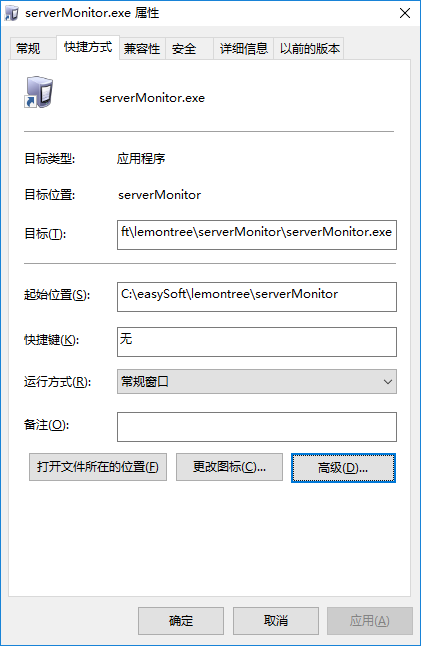 serverMonitor.exe 属性
常规 快捷方式 兼容性 安全 详细信息 以前的版本
serverMonitor.exe
目标类型: 应用程序
目标位置: serverMonitor
目标(T): ft\lemontree\serverMonitor\serverMonitor.exe
起始位置(S): C:\easySoft\lemontree\serverMonitor
快捷键(K): 无
运行方式(R): 常规窗口
备注(O):
打开文件所在的位置(F) 更改图标(C)... 高级(D)...
确定 取消 应用(A)